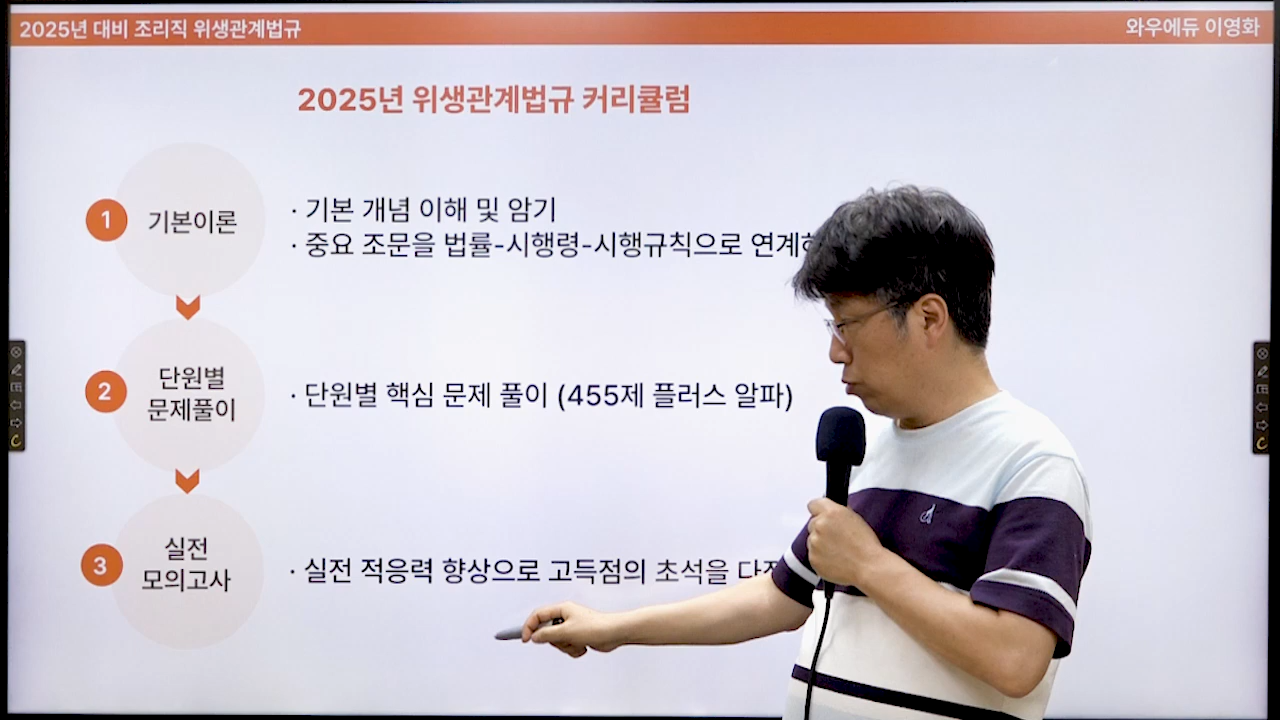 2025년 대비 조리직 위생관계법규
와우에듀 이영화
2025년 위생관계법규 커리큘럼
1
기본이론
· 기본 개념 이해 및 암기
· 중요 조문을 법률-시행령-시행규칙으로
2
단원별
문제풀이
· 단원별 핵심 문제 풀이 (455제 플러스 알파)
3
실전
모의고사
· 실전 적응력 향상으로 고득점의 초석을